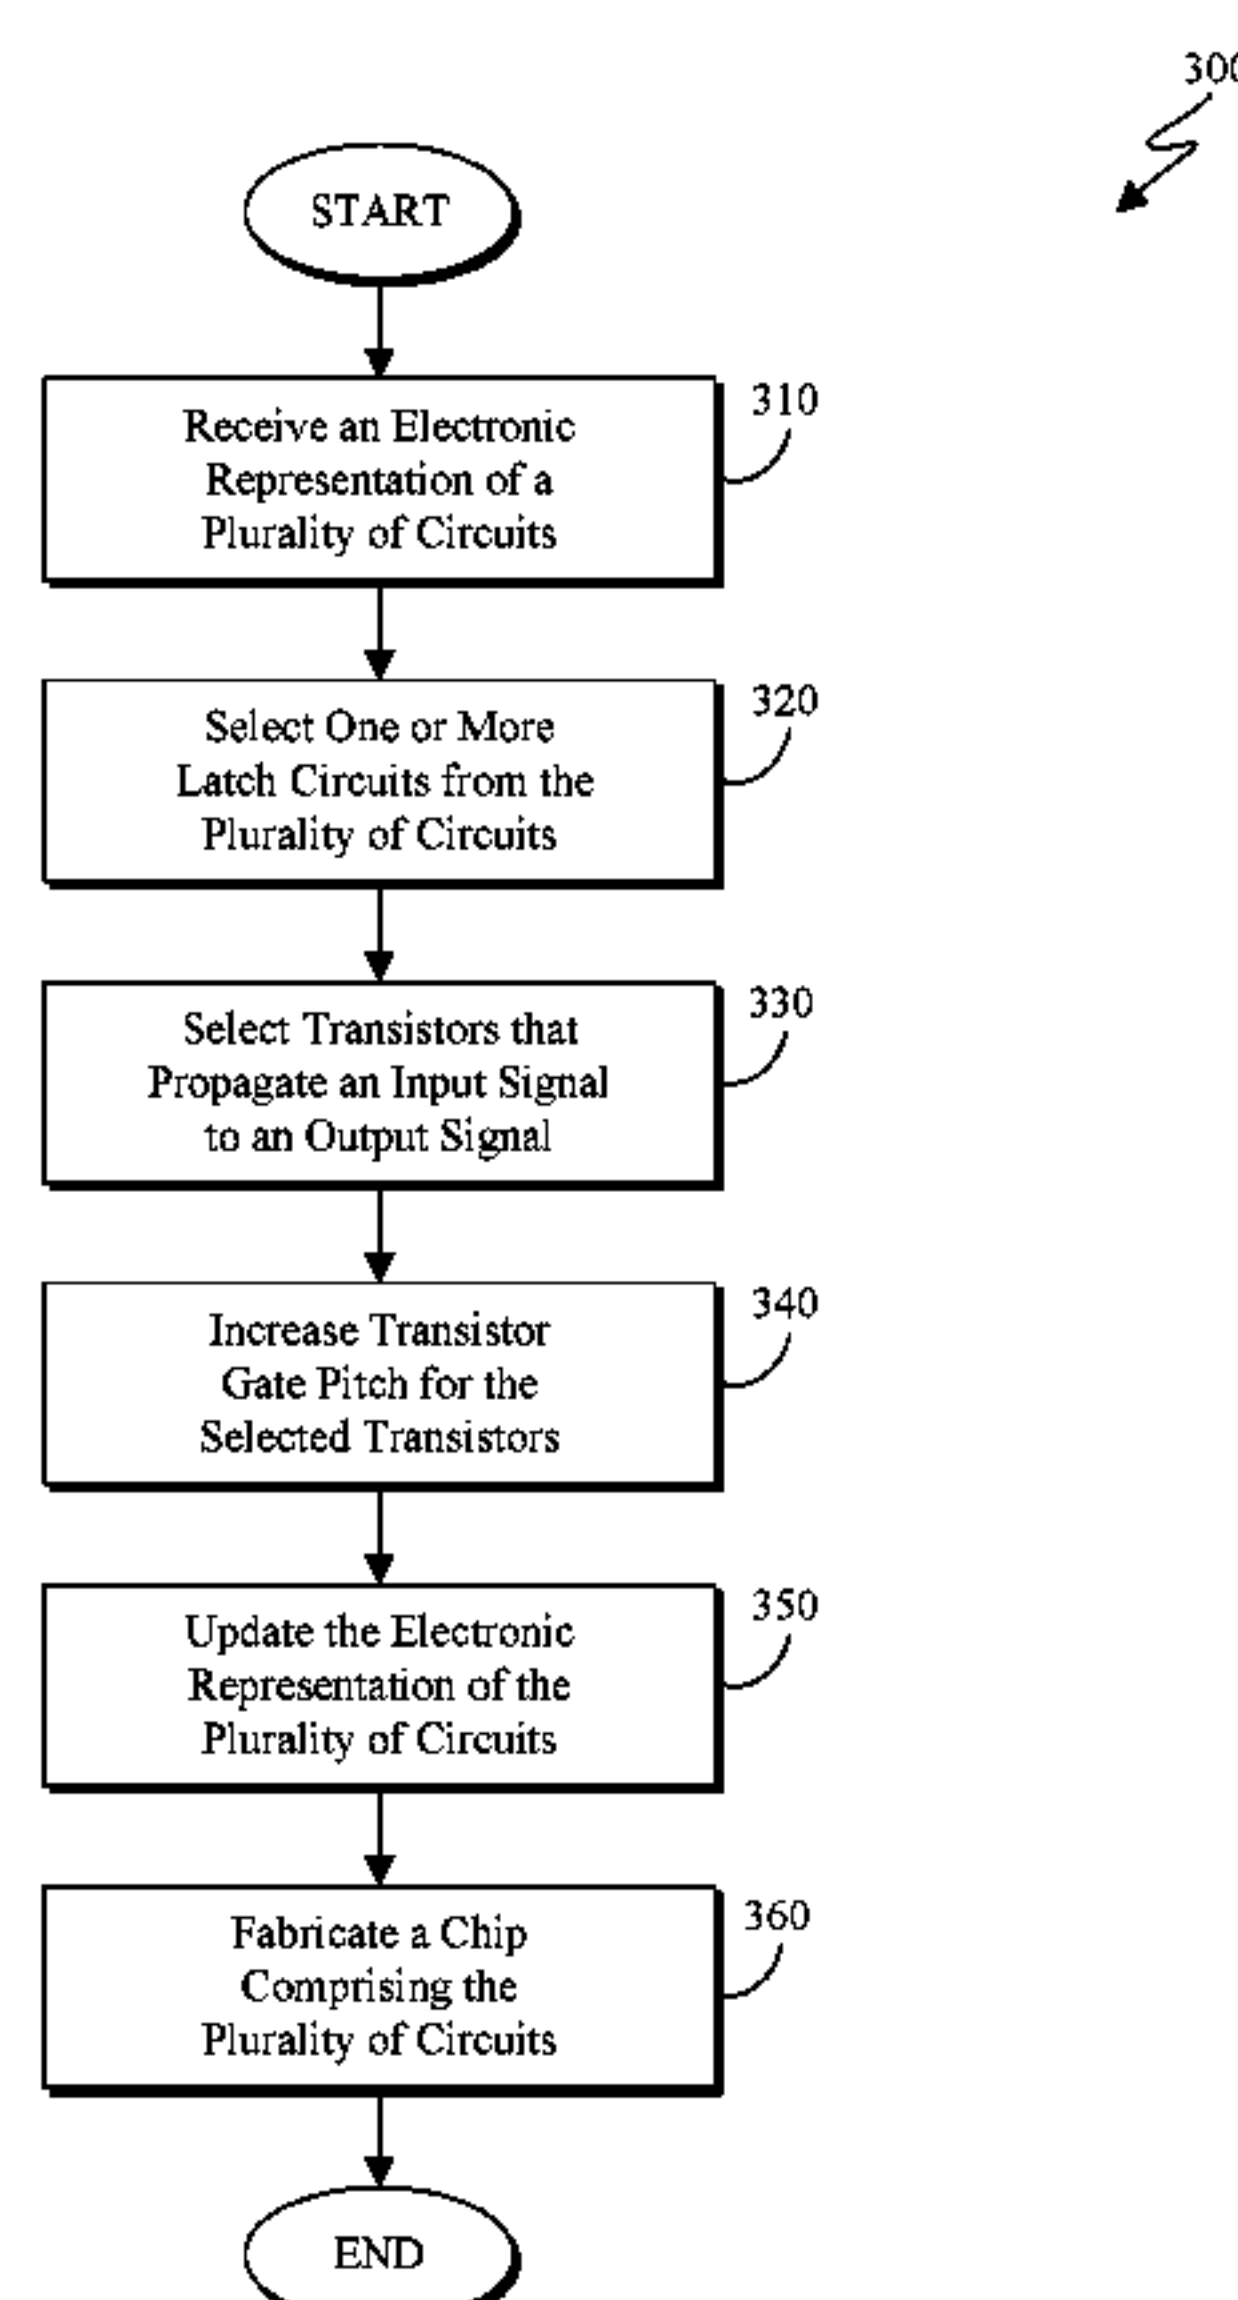 300
START
310
Receive an Electronic
Representation of a
Plurality of Circuits
320
Select One or More
Latch Circuits from the
Plurality of Circuits
330
Select Transistors that
Propagate an Input Signal
to an Output Signal
340
Increase Transistor
Gate Pitch for the
Selected Transistors
350
Update the Electronic
Representation of the
Plurality of Circuits
360
Fabricate a Chip
Comprising the
Plurality of Circuits
END